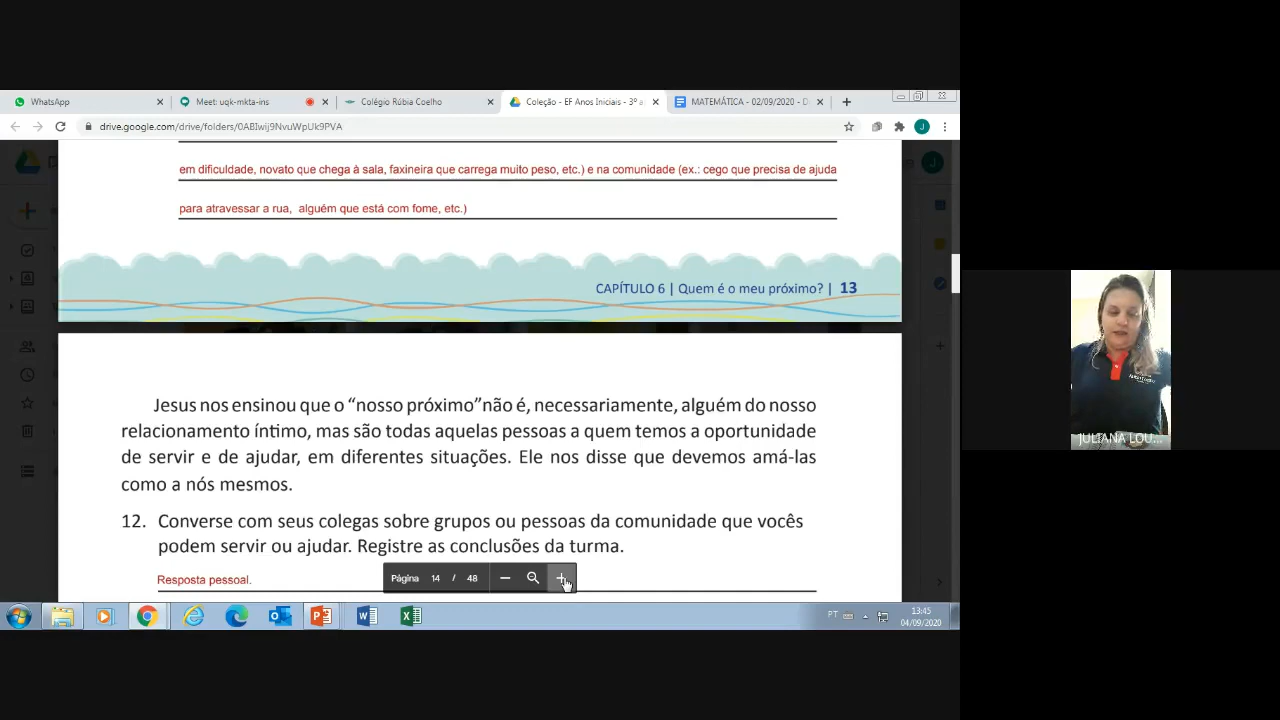 WhatsApp
Meet: uqk-mkta-ins
Colégio Rúbia Coelho
Coleção - EF Anos Iniciais - 3º a
MATEMÁTICA - 02/09/2020 - D
drive.google.com/drive/folders/0ABIwij9NvuWpUk9PVA
J
J
em dificuldade, novato que chega à sala, faxineira que carrega muito peso, etc.) e na comunidade (ex.: cego que precisa de ajuda
para atravessar a rua, alguém que está com fome, etc.)
CAPÍTULO 6 | Quem é o meu próximo? | 13
Jesus nos ensinou que o “nosso próximo”não é, necessariamente, alguém do nosso
relacionamento íntimo, mas são todas aquelas pessoas a quem temos a oportunidade
de servir e de ajudar, em diferentes situações. Ele nos disse que devemos amá-las
como a nós mesmos.
12. Converse com seus colegas sobre grupos ou pessoas da comunidade que vocês
podem servir ou ajudar. Registre as conclusões da turma.
Resposta pessoal.
Página 14 / 48
PT
13:45
04/09/2020
JULIANA LOU...